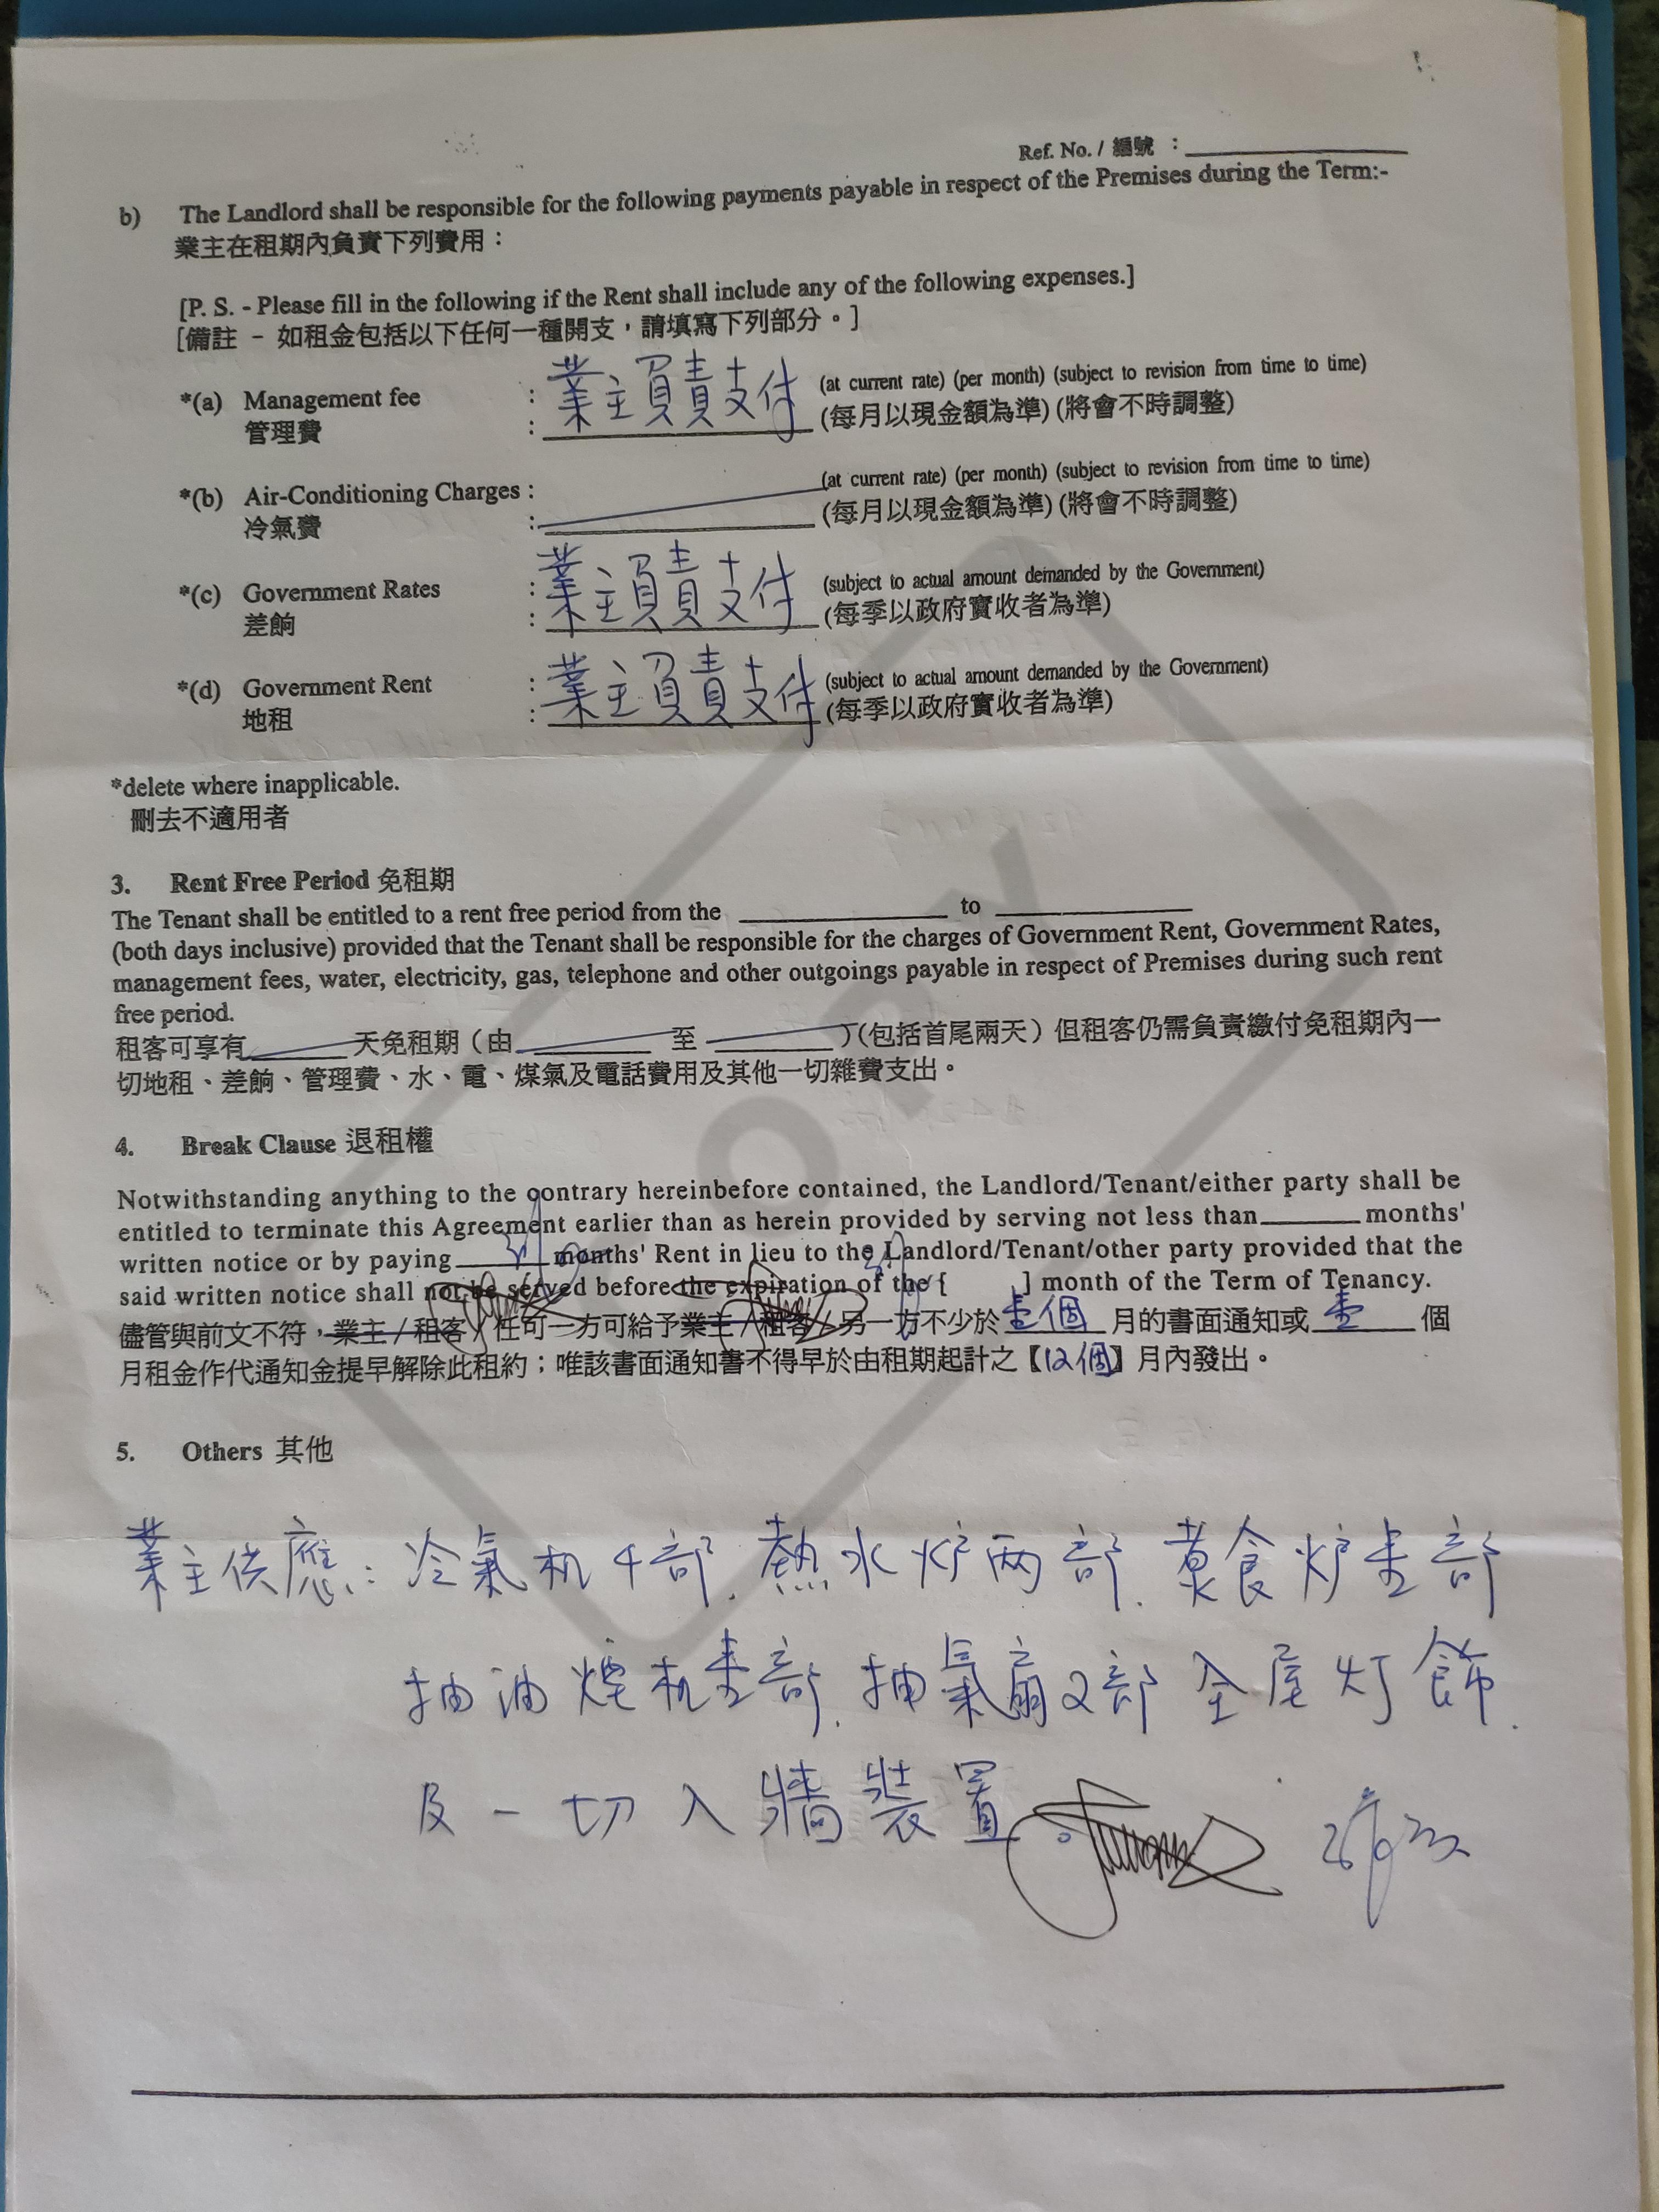 Ref. No. / 編號 ：
b) The Landlord shall be responsible for the following payments payable in respect of the Premises during the Term:-
業主在租期內負責下列費用：
[P. S. - Please fill in the following if the Rent shall include any of the following expenses.]
[備註 - 如租金包括以下任何一種開支，請填寫下列部分。]
*(a) Management fee : 業主負責支付 (at current rate) (per month) (subject to revision from time to time)
管理費 : (每月以現金額為準) (將會不時調整)
*(b) Air-Conditioning Charges : (at current rate) (per month) (subject to revision from time to time)
冷氣費 : (每月以現金額為準) (將會不時調整)
*(c) Government Rates : 業主負責支付 (subject to actual amount demanded by the Government)
差餉 : (每季以政府實收者為準)
*(d) Government Rent : 業主負責支付 (subject to actual amount demanded by the Government)
地租 : (每季以政府實收者為準)
*delete where inapplicable.
刪去不適用者
3. Rent Free Period 免租期
The Tenant shall be entitled to a rent free period from the ____ to ____
(both days inclusive) provided that the Tenant shall be responsible for the charges of Government Rent, Government Rates,
management fees, water, electricity, gas, telephone and other outgoings payable in respect of Premises during such rent
free period.
租客可享有____天免租期（由____至____）(包括首尾兩天）但租客仍需負責繳付免租期內一
切地租、差餉、管理費、水、電、煤氣及電話費用及其他一切雜費支出。
4. Break Clause 退租權
Notwithstanding anything to the contrary hereinbefore contained, the Landlord/Tenant/either party shall be
entitled to terminate this Agreement earlier than as herein provided by serving not less than____months'
written notice or by paying____months' Rent in lieu to the Landlord/Tenant/other party provided that the
said written notice shall not be served before the expiration of the [ ] month of the Term of Tenancy.
儘管與前文不符，業主/租客/任可一方可給予業主/租客/另一方不少於壹個月的書面通知或壹個
月租金作代通知金提早解除此租約；唯該書面通知書不得早於由租期起計之【12個】月內發出。
5. Others 其他
業主供應：冷氣机4部. 熱水炉两部. 煮食炉壹部
抽油煙机壹部. 抽氣扇2部 全屋灯飾.
及一切入牆裝置。
COPY